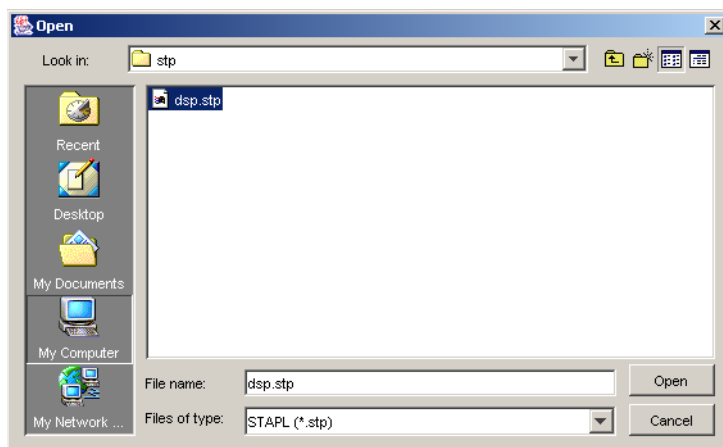 Open
Look in:
stp
dsp.stp
Recent
Desktop
My Documents
My Computer
My Network ...
File name:
dsp.stp
Open
Files of type:
STAPL (*.stp)
Cancel